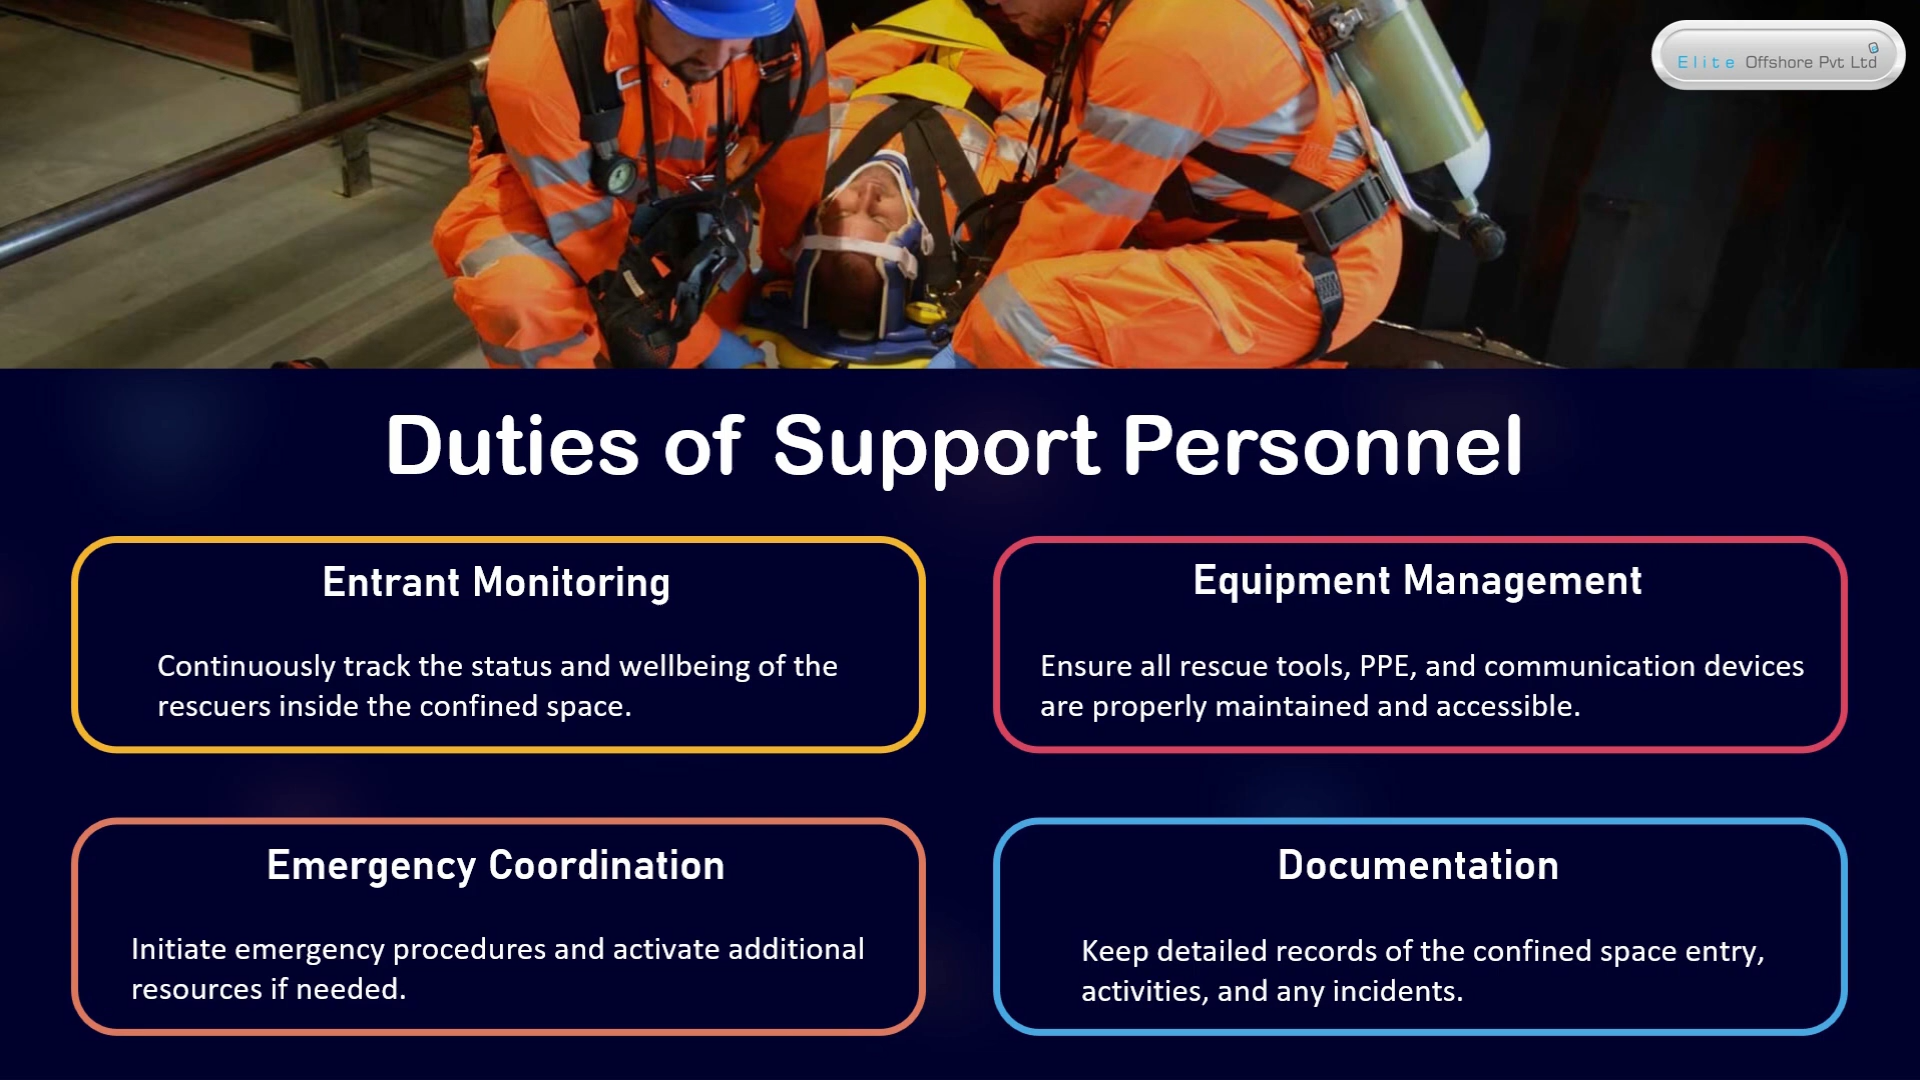 Elite Offshore Pvt Ltd
Duties of Support Personnel
Entrant Monitoring
Continuously track the status and wellbeing of the
rescuers inside the confined space.
Equipment Management
Ensure all rescue tools, PPE, and communication devices
are properly maintained and accessible.
Emergency Coordination
Initiate emergency procedures and activate additional
resources if needed.
Documentation
Keep detailed records of the confined space entry,
activities, and any incidents.